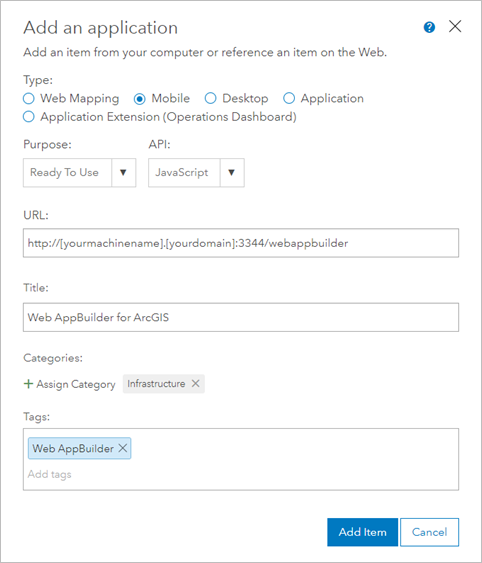 Add an application
Add an item from your computer or reference an item on the Web.
Type:
Web Mapping Mobile Desktop Application
Application Extension (Operations Dashboard)
Purpose: API:
Ready To Use JavaScript
URL:
http://[yourmachinename].[yourdomain]:3344/webappbuilder
Title:
Web AppBuilder for ArcGIS
Categories:
+ Assign Category Infrastructure
Tags:
Web AppBuilder
Add tags
Add Item Cancel